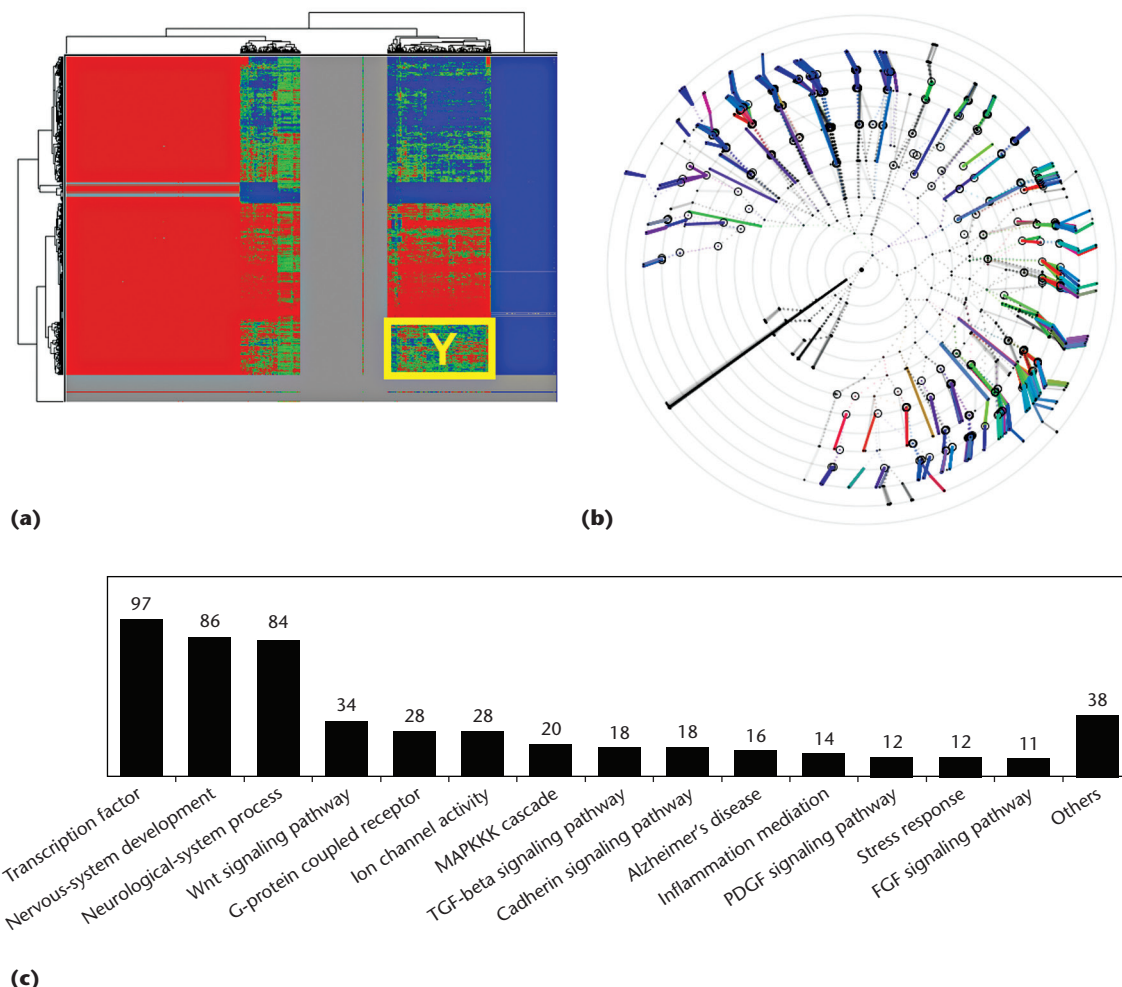 Y
(a)
(b)
97
86
84
34
28
28
20
18
18
16
14
12
12
11
38
Transcription factor
Nervous-system development
Neurological-system process
Wnt signaling pathway
G-protein coupled receptor
Ion channel activity
MAPKKK cascade
TGF-beta signaling pathway
Cadherin signaling pathway
Alzheimer's disease
Inflammation mediation
PDGF signaling pathway
Stress response
FGF signaling pathway
Others
(c)